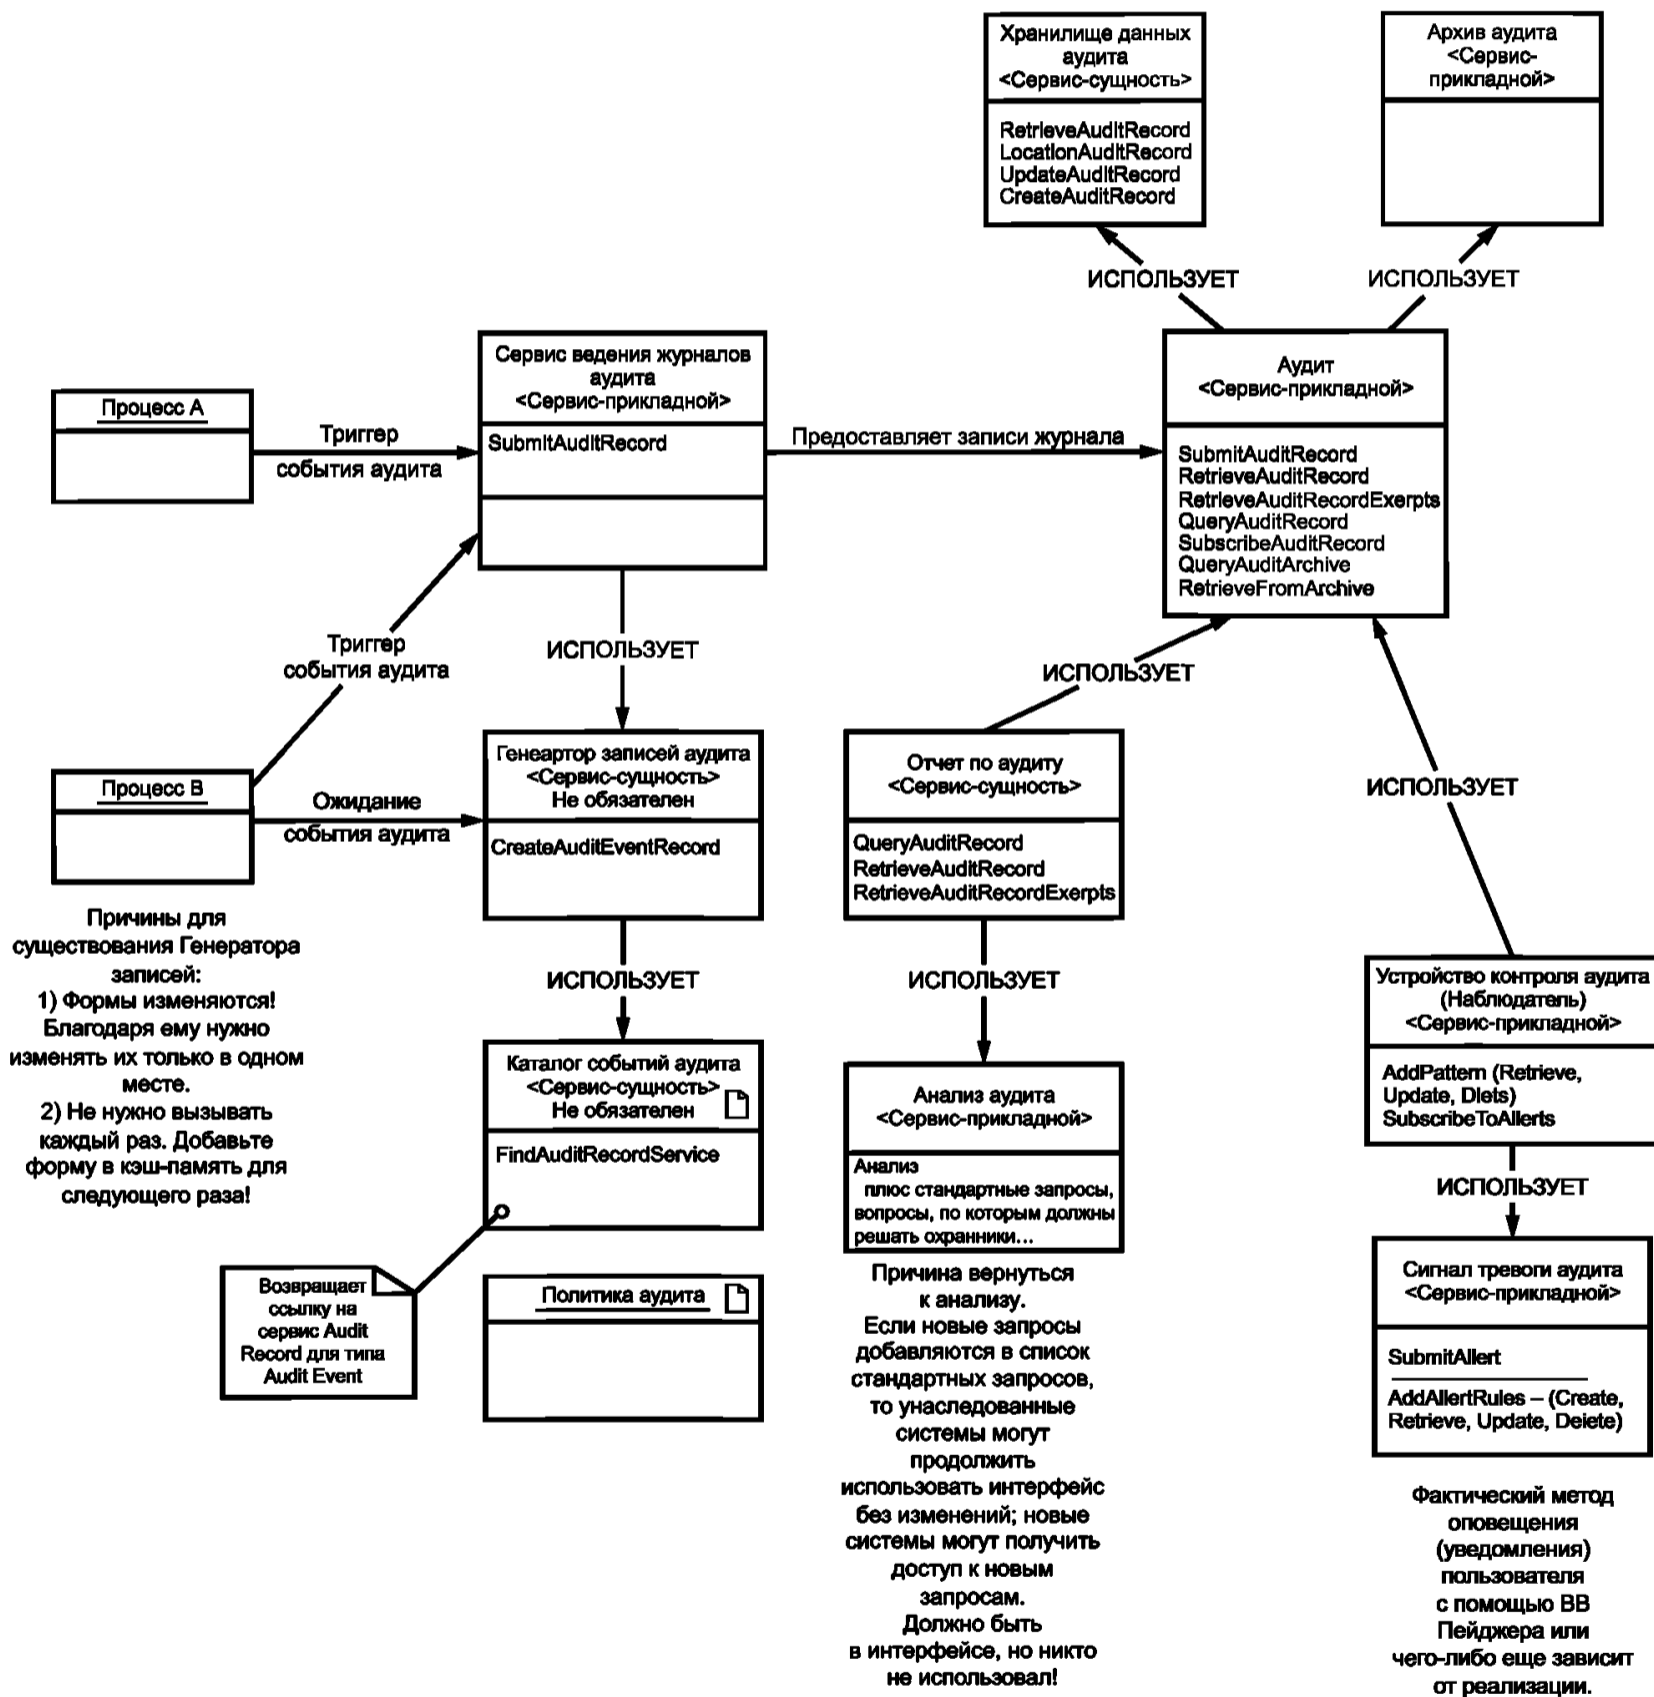 Хранилище данных
аудита
<Сервис-сущность>
RetrieveAuditRecord
LocationAuditRecord
UpdateAuditRecord
CreateAuditRecord
Архив аудита
<Сервис-
прикладной>
ИСПОЛЬЗУЕТ
ИСПОЛЬЗУЕТ
Процесс А
Триггер
события аудита
Сервис ведения журналов
аудита
<Сервис-прикладной>
SubmitAuditRecord
Предоставляет записи журнала
Аудит
<Сервис-прикладной>
SubmitAuditRecord
RetrieveAuditRecord
RetrieveAuditRecordExerpts
QueryAuditRecord
SubscribeAuditRecord
QueryAuditArchive
RetrieveFromArchive
Триггер
события аудита
ИСПОЛЬЗУЕТ
ИСПОЛЬЗУЕТ
ИСПОЛЬЗУЕТ
Процесс В
Ожидание
события аудита
Генеартор записей аудита
<Сервис-сущность>
Не обязателен
CreateAuditEventRecord
Отчет по аудиту
<Сервис-сущность>
QueryAuditRecord
RetrieveAuditRecord
RetrieveAuditRecordExerpts
Причины для
существования Генератора
записей:
1) Формы изменяются!
Благодаря ему нужно
изменять их только в одном
месте.
2) Не нужно вызывать
каждый раз. Добавьте
форму в кэш-память для
следующего раза!
ИСПОЛЬЗУЕТ
ИСПОЛЬЗУЕТ
Устройство контроля аудита
(Наблюдатель)
<Сервис-прикладной>
AddPattern (Retrieve,
Update, Diets)
SubscribeToAllerts
Каталог событий аудита
<Сервис-сущность>
Не обязателен
FindAuditRecordService
Анализ аудита
<Сервис-прикладной>
Анализ
плюс стандартные запросы,
вопросы, по которым должны
решать охранники...
ИСПОЛЬЗУЕТ
Возвращает
ссылку на
сервис Audit
Record для типа
Audit Event
Политика аудита
Сигнал тревоги аудита
<Сервис-прикладной>
SubmitAllert
AddAllertRules – (Create,
Retrieve, Update, Deiete)
Причина вернуться
к анализу.
Если новые запросы
добавляются в список
стандартных запросов,
то унаследованные
системы могут
продолжить
использовать интерфейс
без изменений; новые
системы могут получить
доступ к новым
запросам.
Должно быть
в интерфейсе, но никто
не использовал!
Фактический метод
оповещения
(уведомления)
пользователя
с помощью ВВ
Пейджера или
чего-либо еще зависит
от реализации.